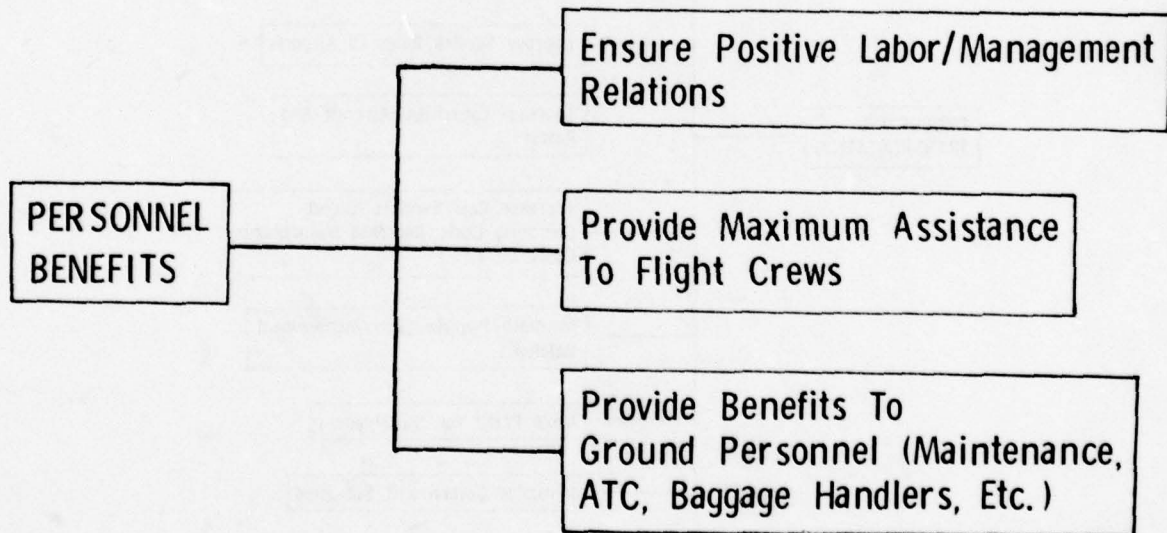 PERSONNEL
BENEFITS
Ensure Positive Labor/Management
Relations
Provide Maximum Assistance
To Flight Crews
Provide Benefits To
Ground Personnel (Maintenance,
ATC, Baggage Handlers, Etc.)